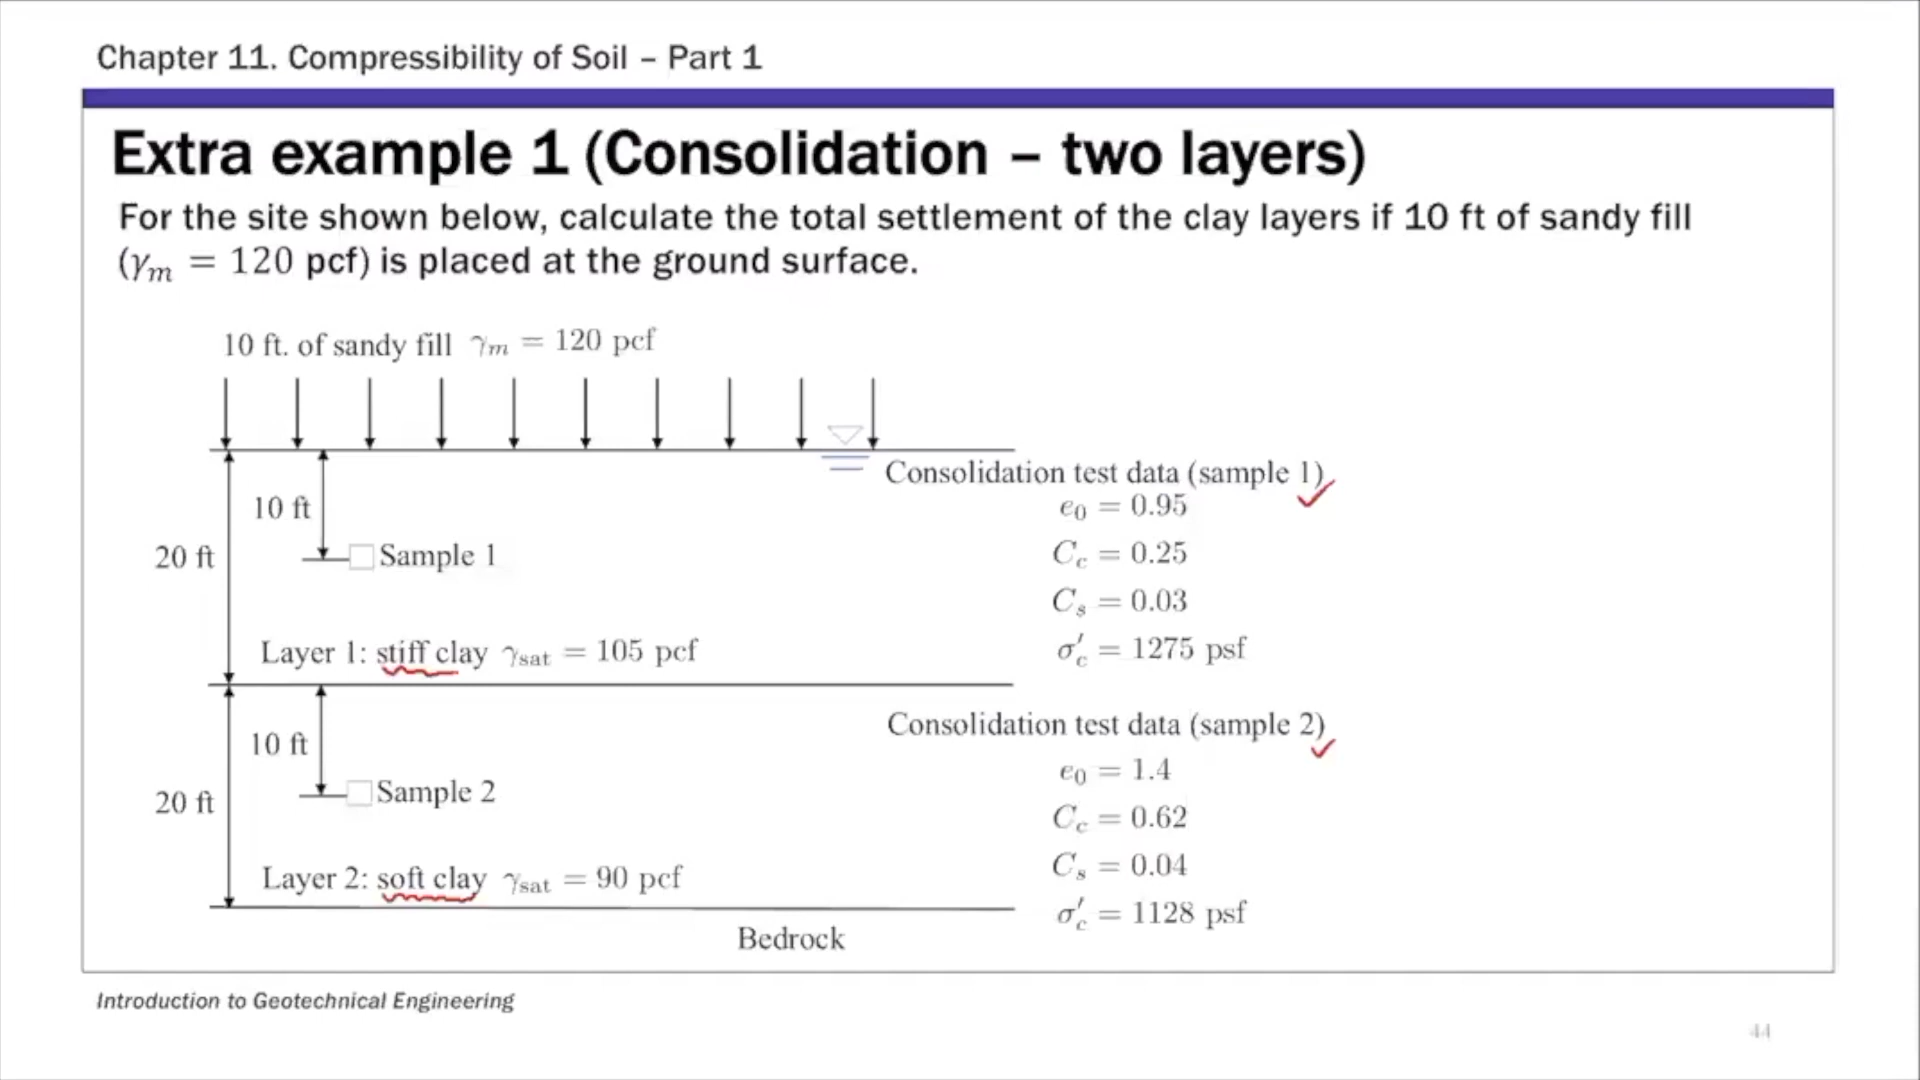 Chapter 11. Compressibility of Soil – Part 1
Extra example 1 (Consolidation – two layers)
For the site shown below, calculate the total settlement of the clay layers if 10 ft of sandy fill
(γm = 120 pcf) is placed at the ground surface.
10 ft. of sandy fill γm = 120 pcf
Consolidation test data (sample 1)
e0 = 0.95
Cc = 0.25
Cs = 0.03
σ′c = 1275 psf
10 ft
20 ft
Sample 1
Layer 1: stiff clay γsat = 105 pcf
Consolidation test data (sample 2)
e0 = 1.4
Cc = 0.62
Cs = 0.04
σ′c = 1128 psf
10 ft
20 ft
Sample 2
Layer 2: soft clay γsat = 90 pcf
Bedrock
Introduction to Geotechnical Engineering
44